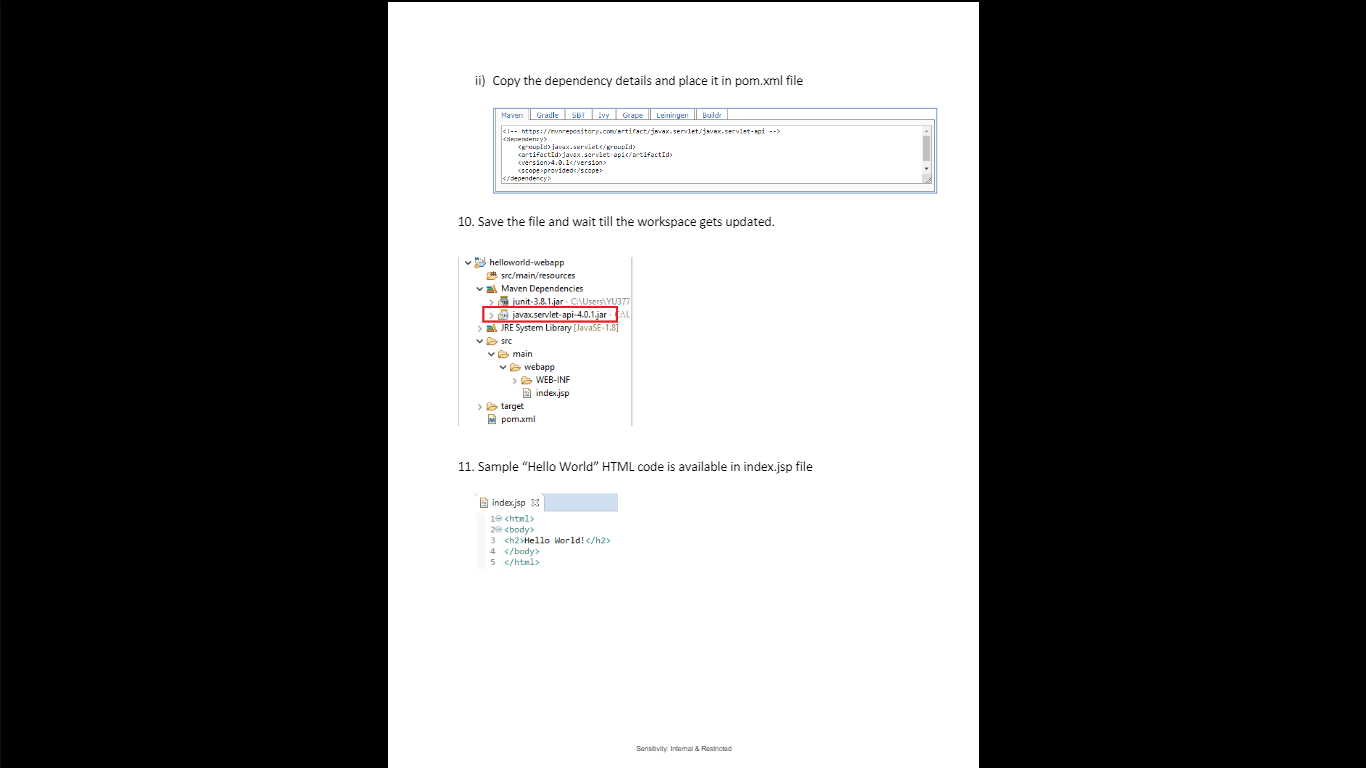 ii) Copy the dependency details and place it in pom.xml file
Maven Gradle SBT Ivy Grape Leiningen Buildr
<!-- https://mvnrepository.com/artifact/javax.servlet/javax.servlet-api -->
<dependency>
<groupId>javax.servlet</groupId>
<artifactId>javax.servlet-api</artifactId>
<version>4.0.1</version>
<scope>provided</scope>
</dependency>
10. Save the file and wait till the workspace gets updated.
helloworld-webapp
src/main/resources
Maven Dependencies
junit-3.8.1.jar - C:\Users\YU377
javax.servlet-api-4.0.1.jar - C:\U
JRE System Library [JavaSE-1.8]
src
main
webapp
WEB-INF
index.jsp
target
pom.xml
11. Sample “Hello World” HTML code is available in index.jsp file
index.jsp
1 <html>
2 <body>
3 <h2>Hello World!</h2>
4 </body>
5 </html>
Sensitivity: Internal & Restricted